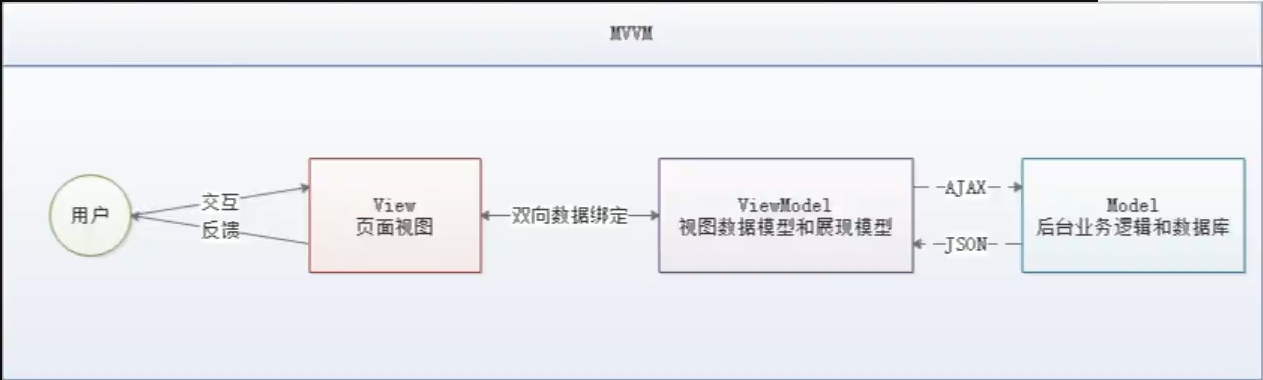 MVVM
用户
交互
反馈
View
页面视图
双向数据绑定
ViewModel
视图数据模型和展现模型
AJAX
JSON
Model
后台业务逻辑和数据库